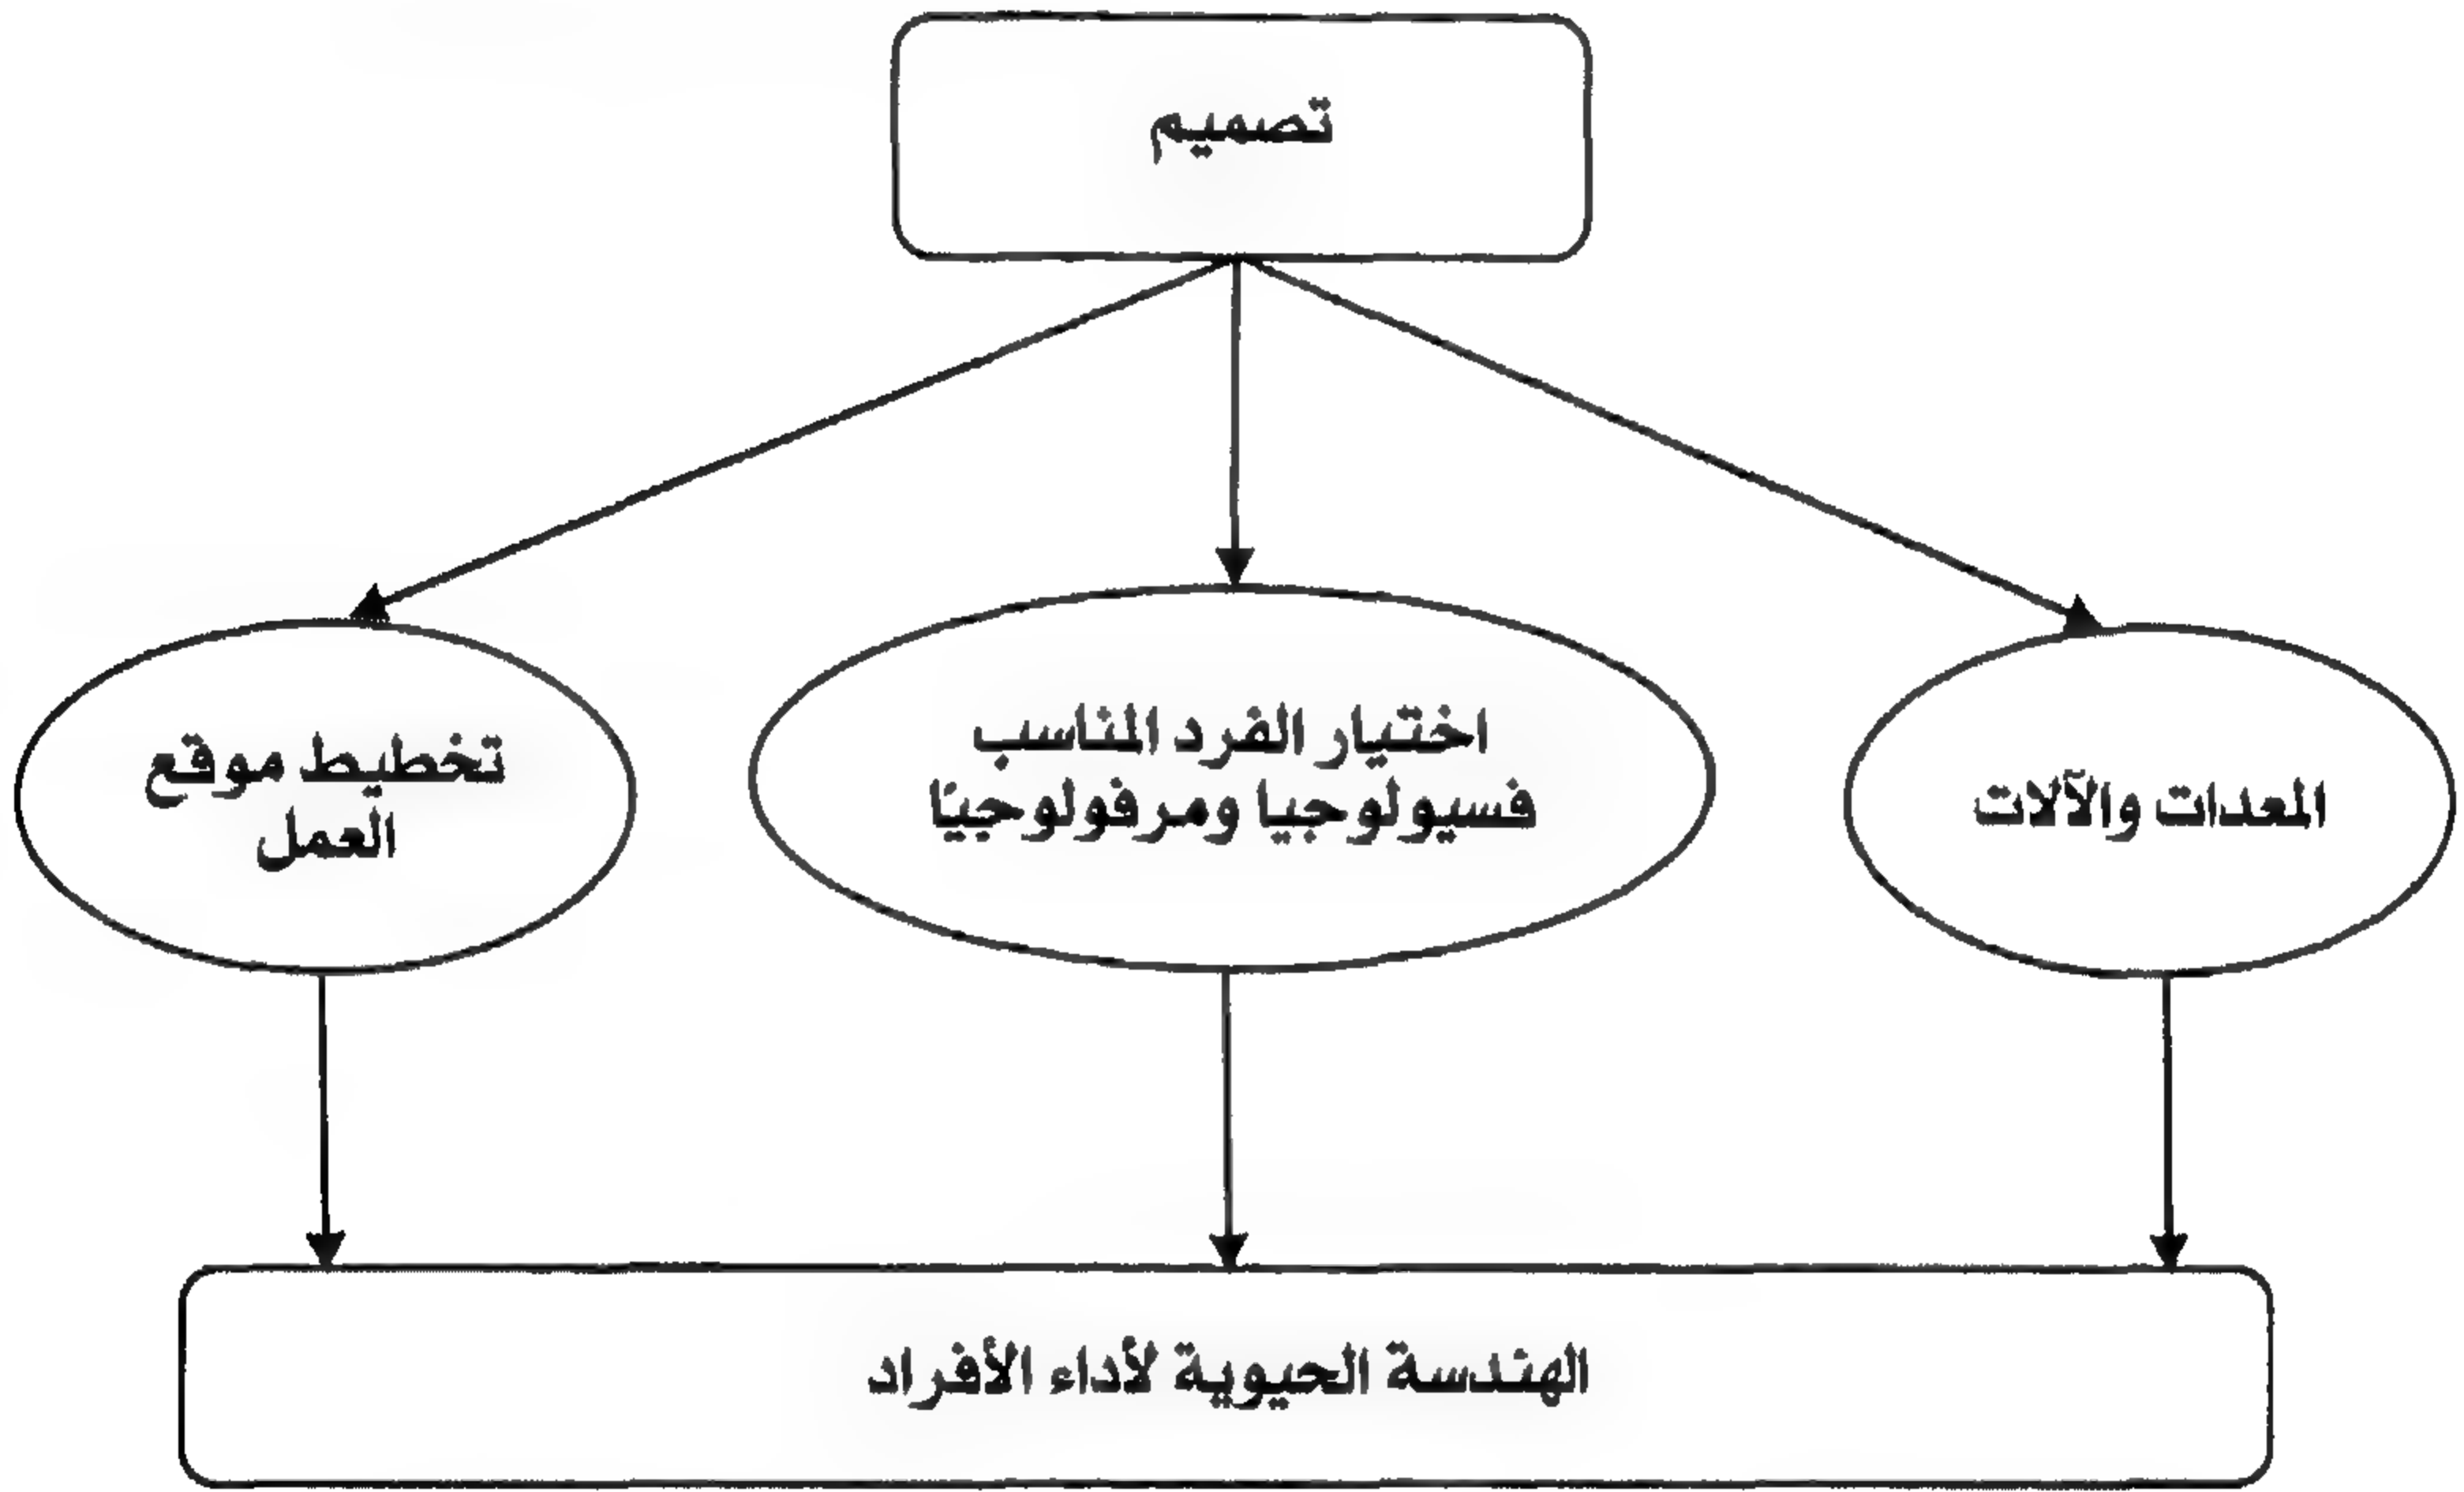 تصميم
المعدات والآلات
اختيار الفرد المناسب
فسيولوجيا ومرفولوجيًا
تخطيط موقع
العمل
الهندسة الحيوية لأداء الأفراد